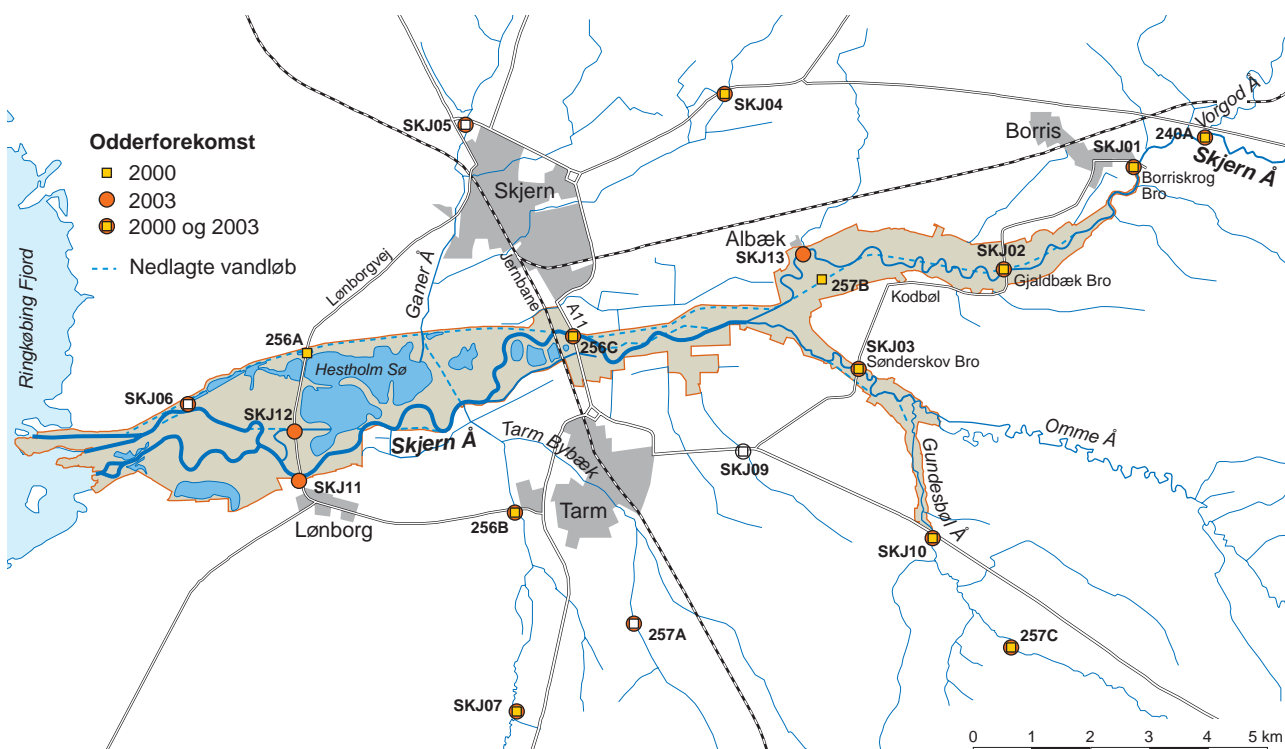 Odderforekomst
2000
2003
2000 og 2003
Nedlagte vandløb
SKJ05
SKJ04
Skjern
Borris
SKJ01
240A
Vorgod Å
Skjern Å
Borriskrog
Bro
Ringkøbing Fjord
Lønborgvej
Ganer Å
Jernbane
A11
Albæk
SKJ13
257B
SKJ02
Gjaldbæk Bro
Kodbøl
256A
Hestholm Sø
256C
SKJ03
Sønderskov Bro
SKJ06
SKJ12
Skjern Å
SKJ11
Lønborg
Tarm Bybæk
Tarm
256B
SKJ09
Omme Å
Gundesbøl Å
SKJ10
257A
257C
SKJ07
0 1 2 3 4 5 km